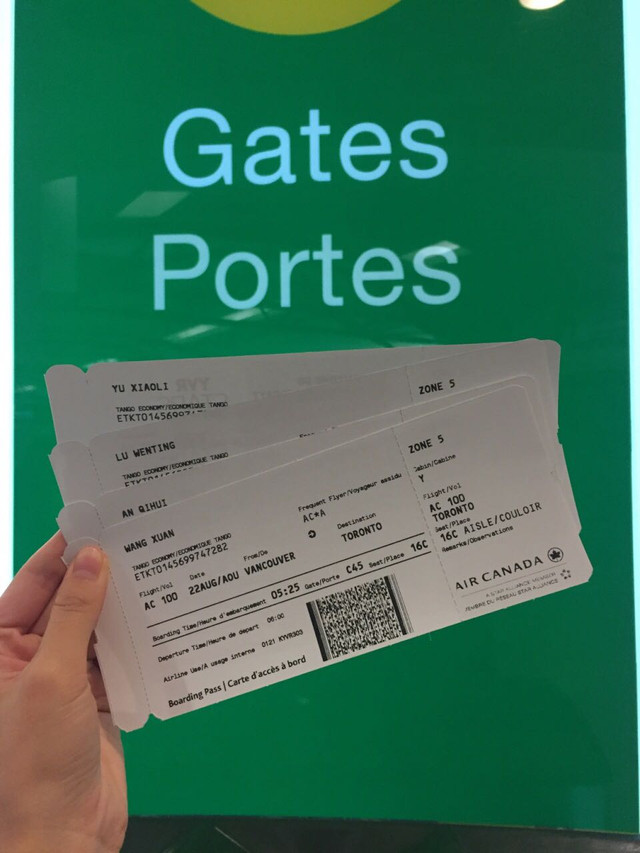 Gates
Portes
YU XIAOLI
TANGO ECONOMY/ECONOMIQUE TANGO
ZONE 5
LU WENTING
TANGO ECONOMY/ECONOMIQUE TANGO
AN QIHUI
WANG XUAN
TANGO ECONOMY/ECONOMIQUE TANGO
ETKT0145699747282
Frequent Flyer/Voyageur assidu
AC*A
ZONE 5
Cabin/Cabine
Y
Flight/Vol
AC 100
Date
22AUG/AOU
From/De
VANCOUVER
Destination
TORONTO
Flight/Vol
AC 100
TORONTO
Seat/Place
16C AISLE/COULOIR
Remarks/Observations
Boarding Time/Heure d'embarquement 05:25 Gate/Porte C45 Seat/Place 16C
Departure Time/Heure de depart 06:00
Airline Use/A usage interne 0121 KYVR303
Boarding Pass | Carte d'accès à bord
AIR CANADA
A STAR ALLIANCE MEMBER
MEMBRE DU RESEAU STAR ALLIANCE